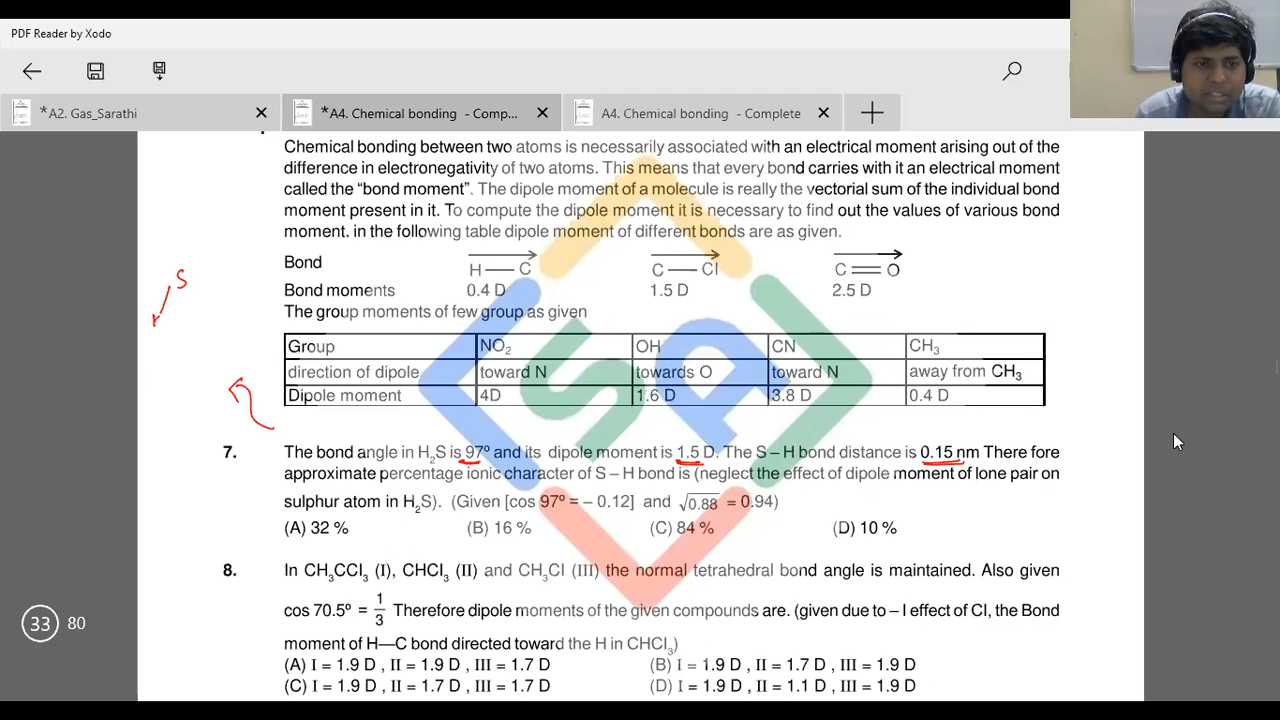 PDF Reader by Xodo
*A2. Gas_Sarathi
*A4. Chemical bonding - Comp...
A4. Chemical bonding - Complete
Chemical bonding between two atoms is necessarily associated with an electrical moment arising out of the
difference in electronegativity of two atoms. This means that every bond carries with it an electrical moment
called the “bond moment”. The dipole moment of a molecule is really the vectorial sum of the individual bond
moment present in it. To compute the dipole moment it is necessary to find out the values of various bond
moment. in the following table dipole moment of different bonds are as given.
Bond H — C C — Cl C ═ O
Bond moments 0.4 D 1.5 D 2.5 D
The group moments of few group as given
Group NO₂ OH CN CH₃
direction of dipole toward N towards O toward N away from CH₃
Dipole moment 4D 1.6 D 3.8 D 0.4 D
S
7. The bond angle in H₂S is 97º and its dipole moment is 1.5 D. The S – H bond distance is 0.15 nm There fore
approximate percentage ionic character of S – H bond is (neglect the effect of dipole moment of lone pair on
sulphur atom in H₂S). (Given [cos 97º = – 0.12] and √0.88 = 0.94)
(A) 32 % (B) 16 % (C) 84 % (D) 10 %
8. In CH₃CCl₃ (I), CHCl₃ (II) and CH₃Cl (III) the normal tetrahedral bond angle is maintained. Also given
cos 70.5º = 1/3 Therefore dipole moments of the given compounds are. (given due to – I effect of Cl, the Bond
moment of H—C bond directed toward the H in CHCl₃)
(A) I = 1.9 D , II = 1.9 D , III = 1.7 D (B) I = 1.9 D , II = 1.7 D , III = 1.9 D
(C) I = 1.9 D , II = 1.7 D , III = 1.7 D (D) I = 1.9 D , II = 1.1 D , III = 1.9 D
33 80
SA